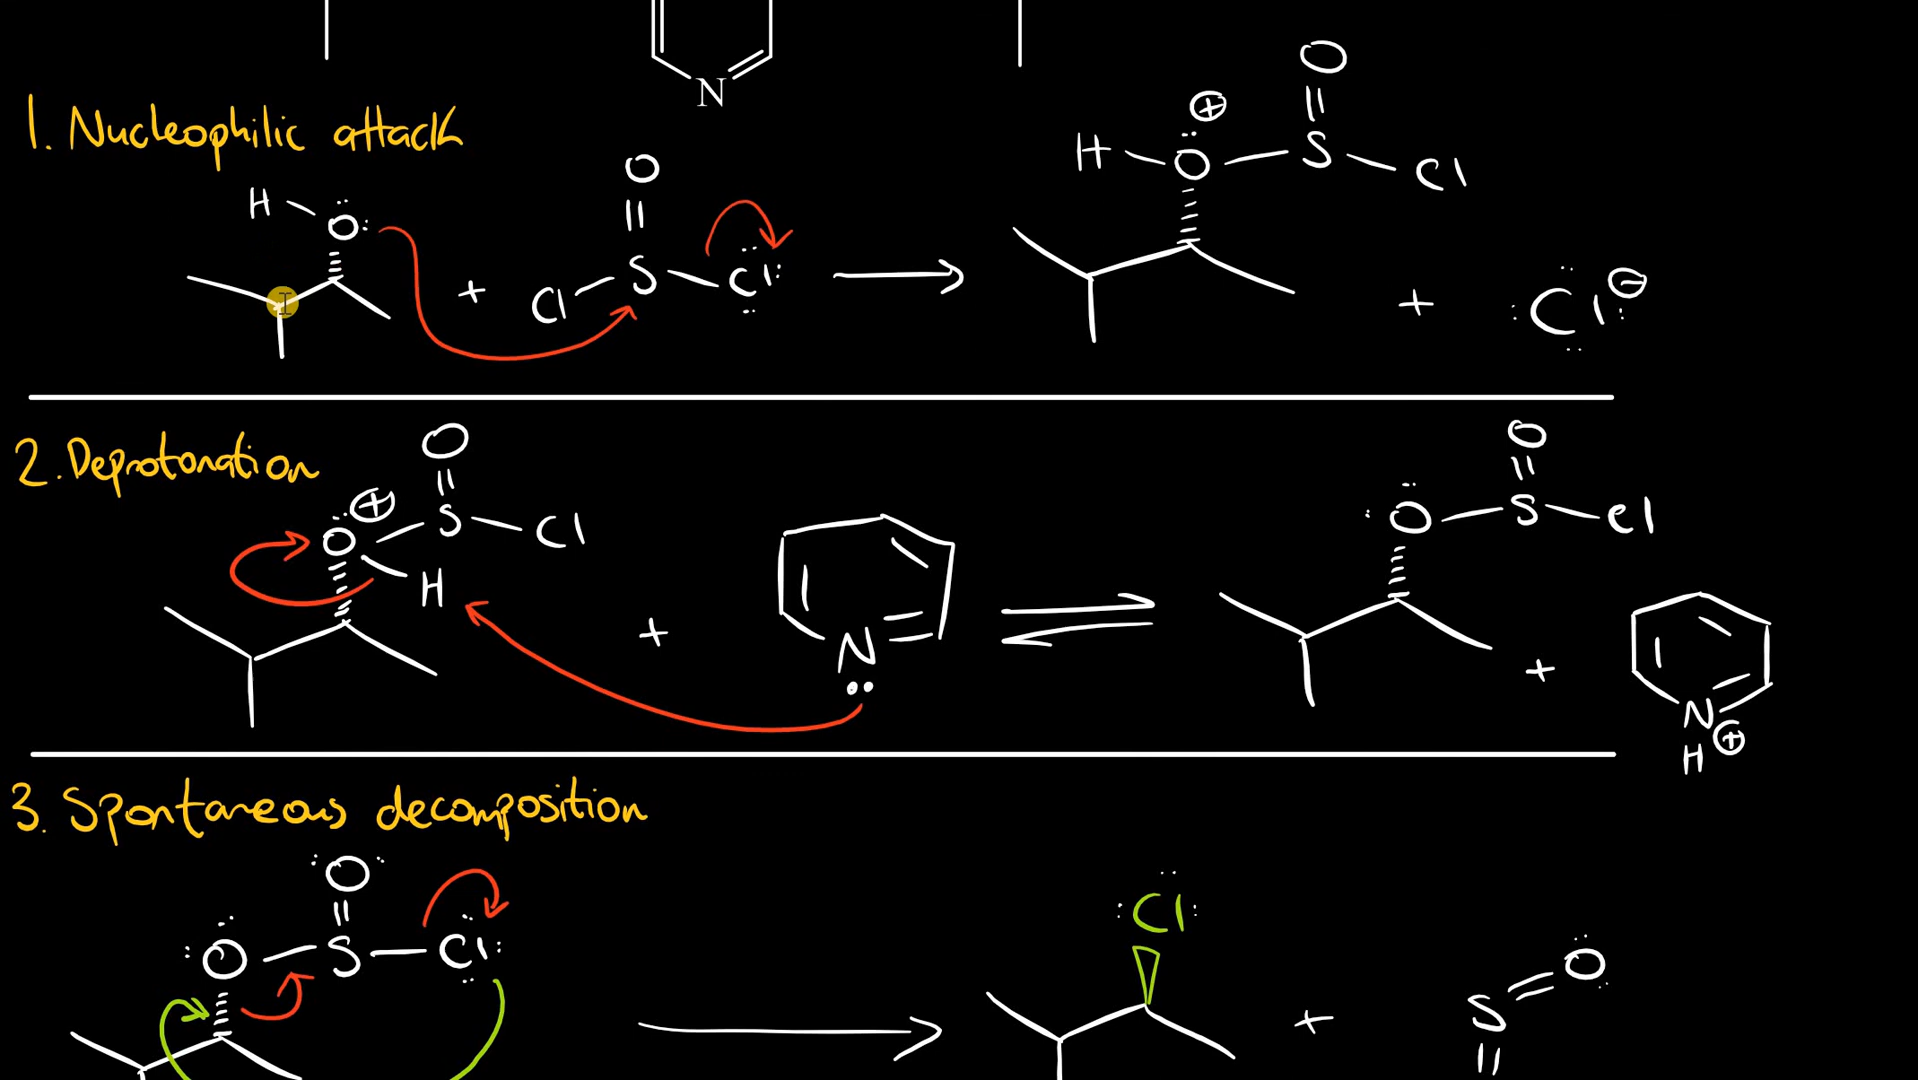 N
1. Nucleophilic attack
O
⊕
H O S Cl
O
H O
S
Cl + Cl
+ Cl ⊖
2. Deprotonation
O
⊕
O S Cl
H
+
N
O
O S Cl
+
N
H ⊕
3. Spontaneous decomposition
O
O S Cl
Cl
+
S O